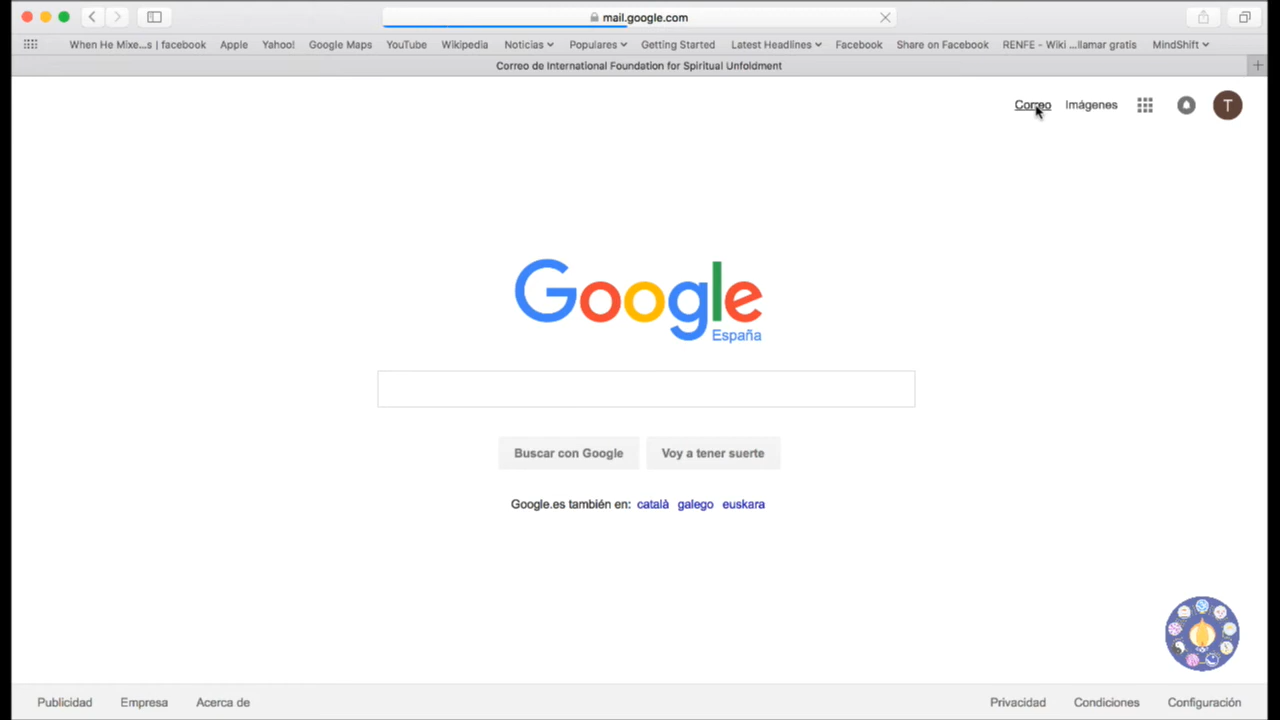 mail.google.com
When He Mixe...s | facebook Apple Yahoo! Google Maps YouTube Wikipedia Noticias Populares Getting Started Latest Headlines Facebook Share on Facebook RENFE - Wiki ...llamar gratis MindShift
Correo de International Foundation for Spiritual Unfoldment
Correo Imágenes T
Google
España
Buscar con Google Voy a tener suerte
Google.es también en: català galego euskara
Publicidad Empresa Acerca de Privacidad Condiciones Configuración